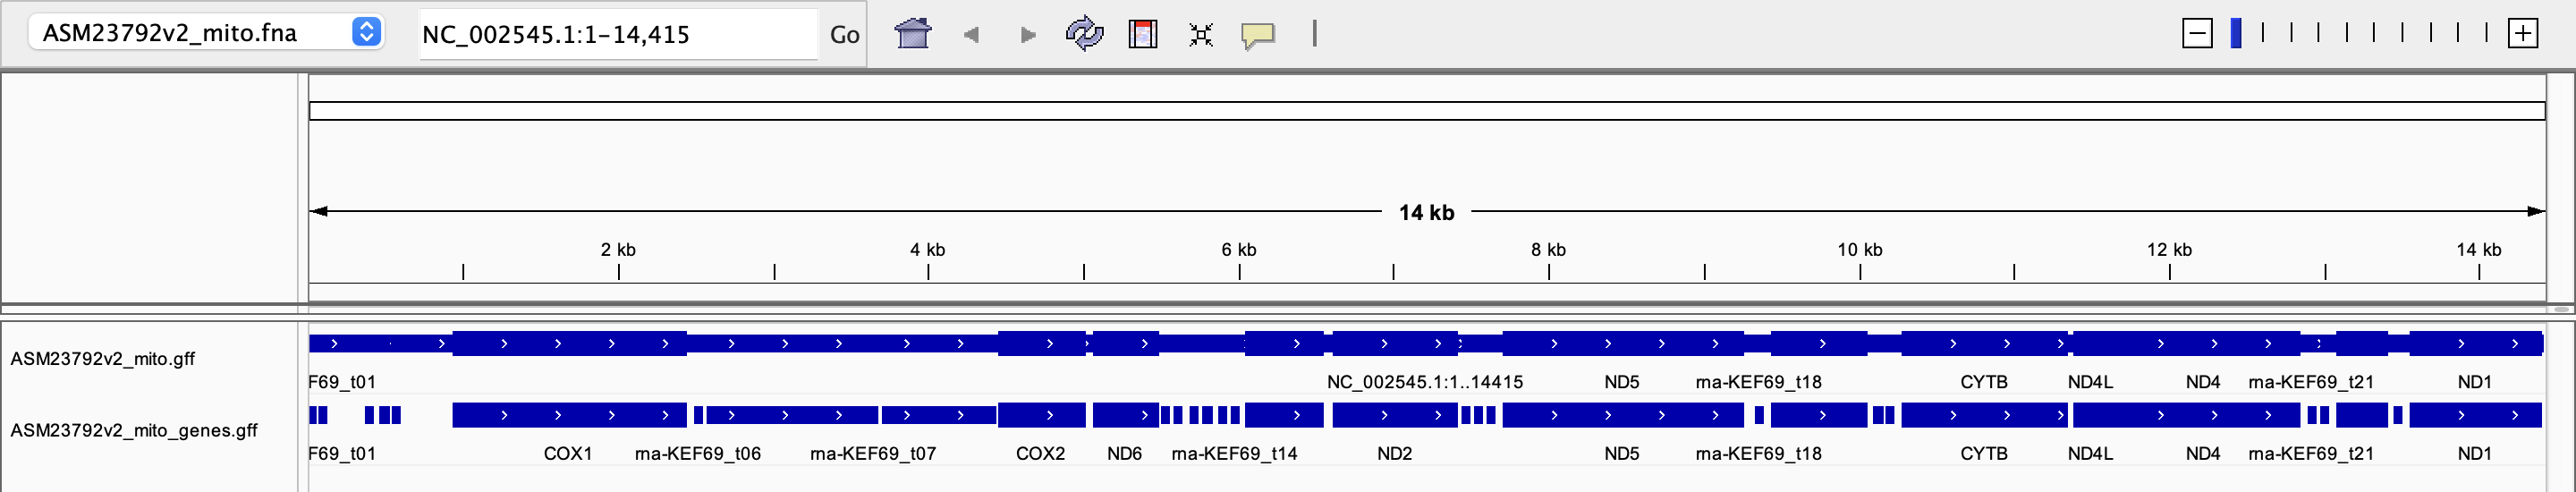 ASM23792v2_mito.fna NC_002545.1:1-14,415 Go
14 kb
2 kb 4 kb 6 kb 8 kb 10 kb 12 kb 14 kb
ASM23792v2_mito.gff
F69_t01 NC_002545.1:1..14415 ND5 rna-KEF69_t18 CYTB ND4L ND4 rna-KEF69_t21 ND1
ASM23792v2_mito_genes.gff
F69_t01 COX1 rna-KEF69_t06 rna-KEF69_t07 COX2 ND6 rna-KEF69_t14 ND2 ND5 rna-KEF69_t18 CYTB ND4L ND4 rna-KEF69_t21 ND1